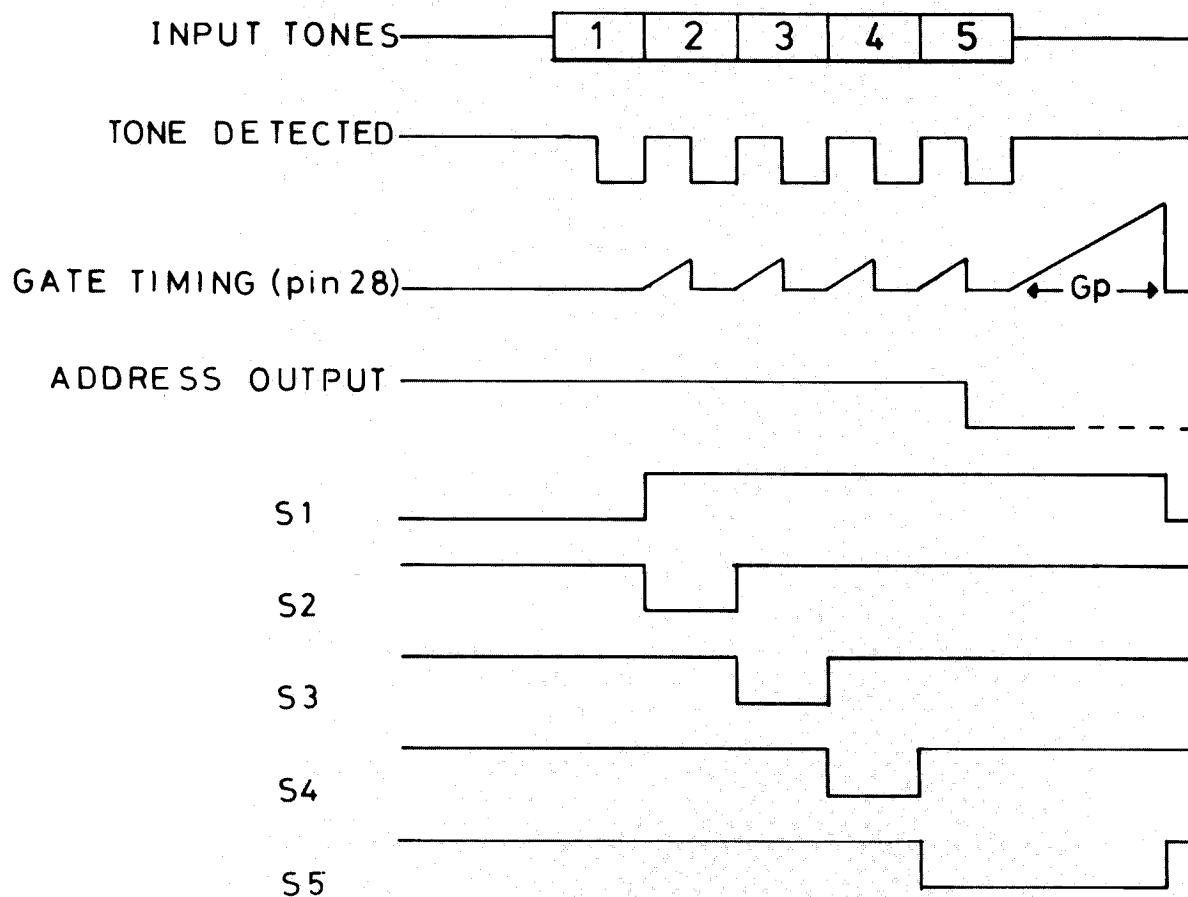 INPUT TONES 1 2 3 4 5
TONE DETECTED
GATE TIMING (pin 28) Gp
ADDRESS OUTPUT
S1
S2
S3
S4
S5